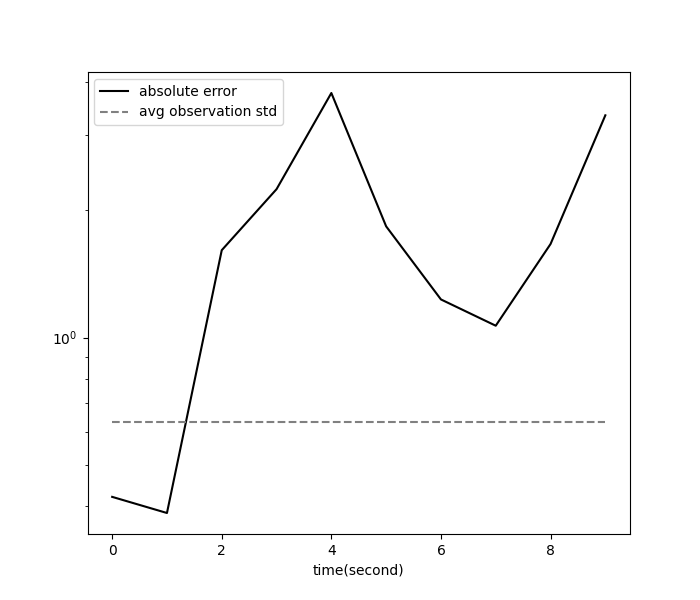 absolute error
avg observation std
10⁰
0 2 4 6 8
time(second)